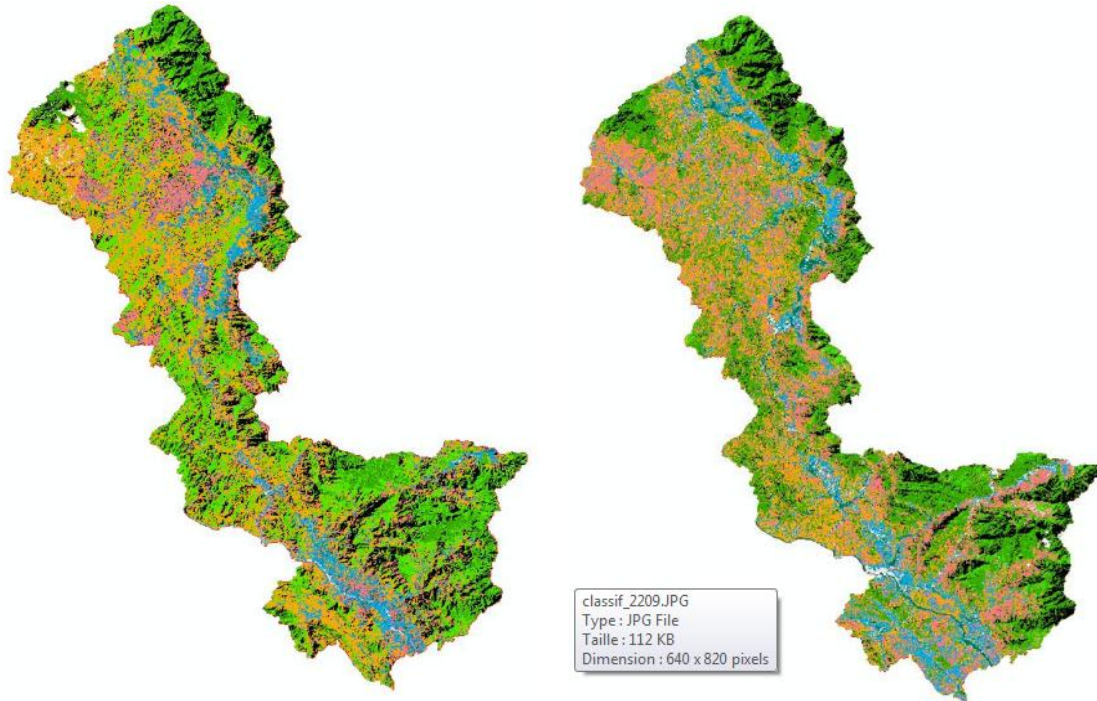 classif_2209.JPG
Type : JPG File
Taille : 112 KB
Dimension : 640 x 820 pixels